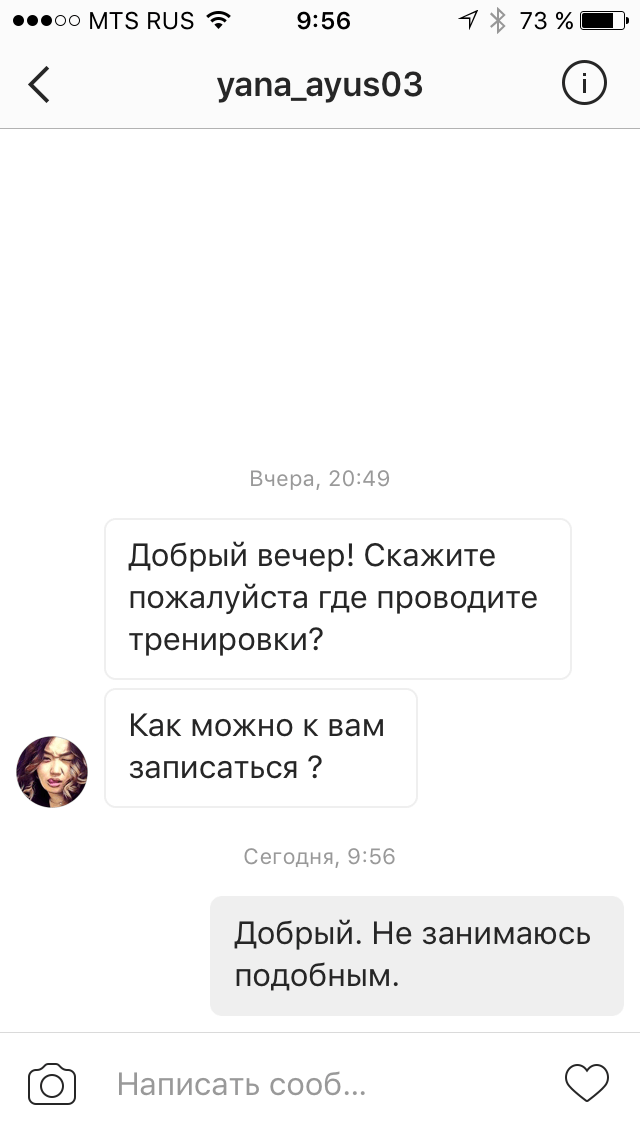 MTS RUS 9:56 73 %
yana_ayus03
Вчера, 20:49
Добрый вечер! Скажите
пожалуйста где проводите
тренировки?
Как можно к вам
записаться ?
Сегодня, 9:56
Добрый. Не занимаюсь
подобным.
Написать сооб...